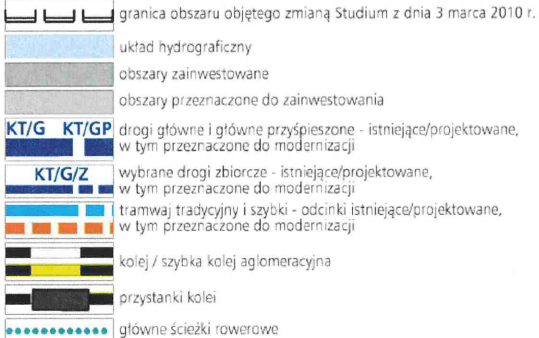 granica obszaru objętego zmianą Studium z dnia 3 marca 2010 r.
układ hydrograficzny
obszary zainwestowane
obszary przeznaczone do zainwestowania
KT/G KT/GP drogi główne i główne przyśpieszone - istniejące/projektowane,
w tym przeznaczone do modernizacji
KT/G/Z wybrane drogi zbiorcze - istniejące/projektowane,
w tym przeznaczone do modernizacji
tramwaj tradycyjny i szybki - odcinki istniejące/projektowane,
w tym przeznaczone do modernizacji
kolej / szybka kolej aglomeracyjna
przystanki kolei
główne ścieżki rowerowe